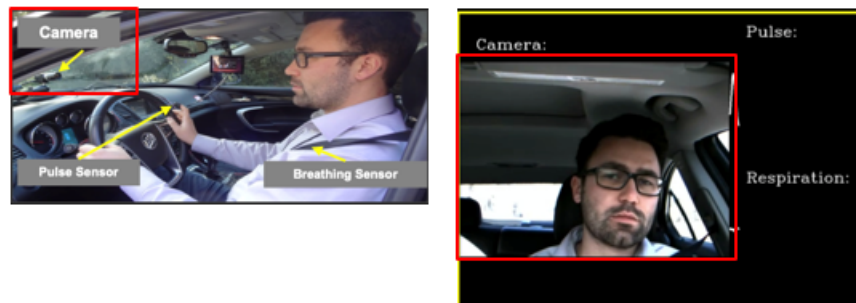 Camera
Pulse Sensor
Breathing Sensor
Camera:
Pulse:
Respiration: